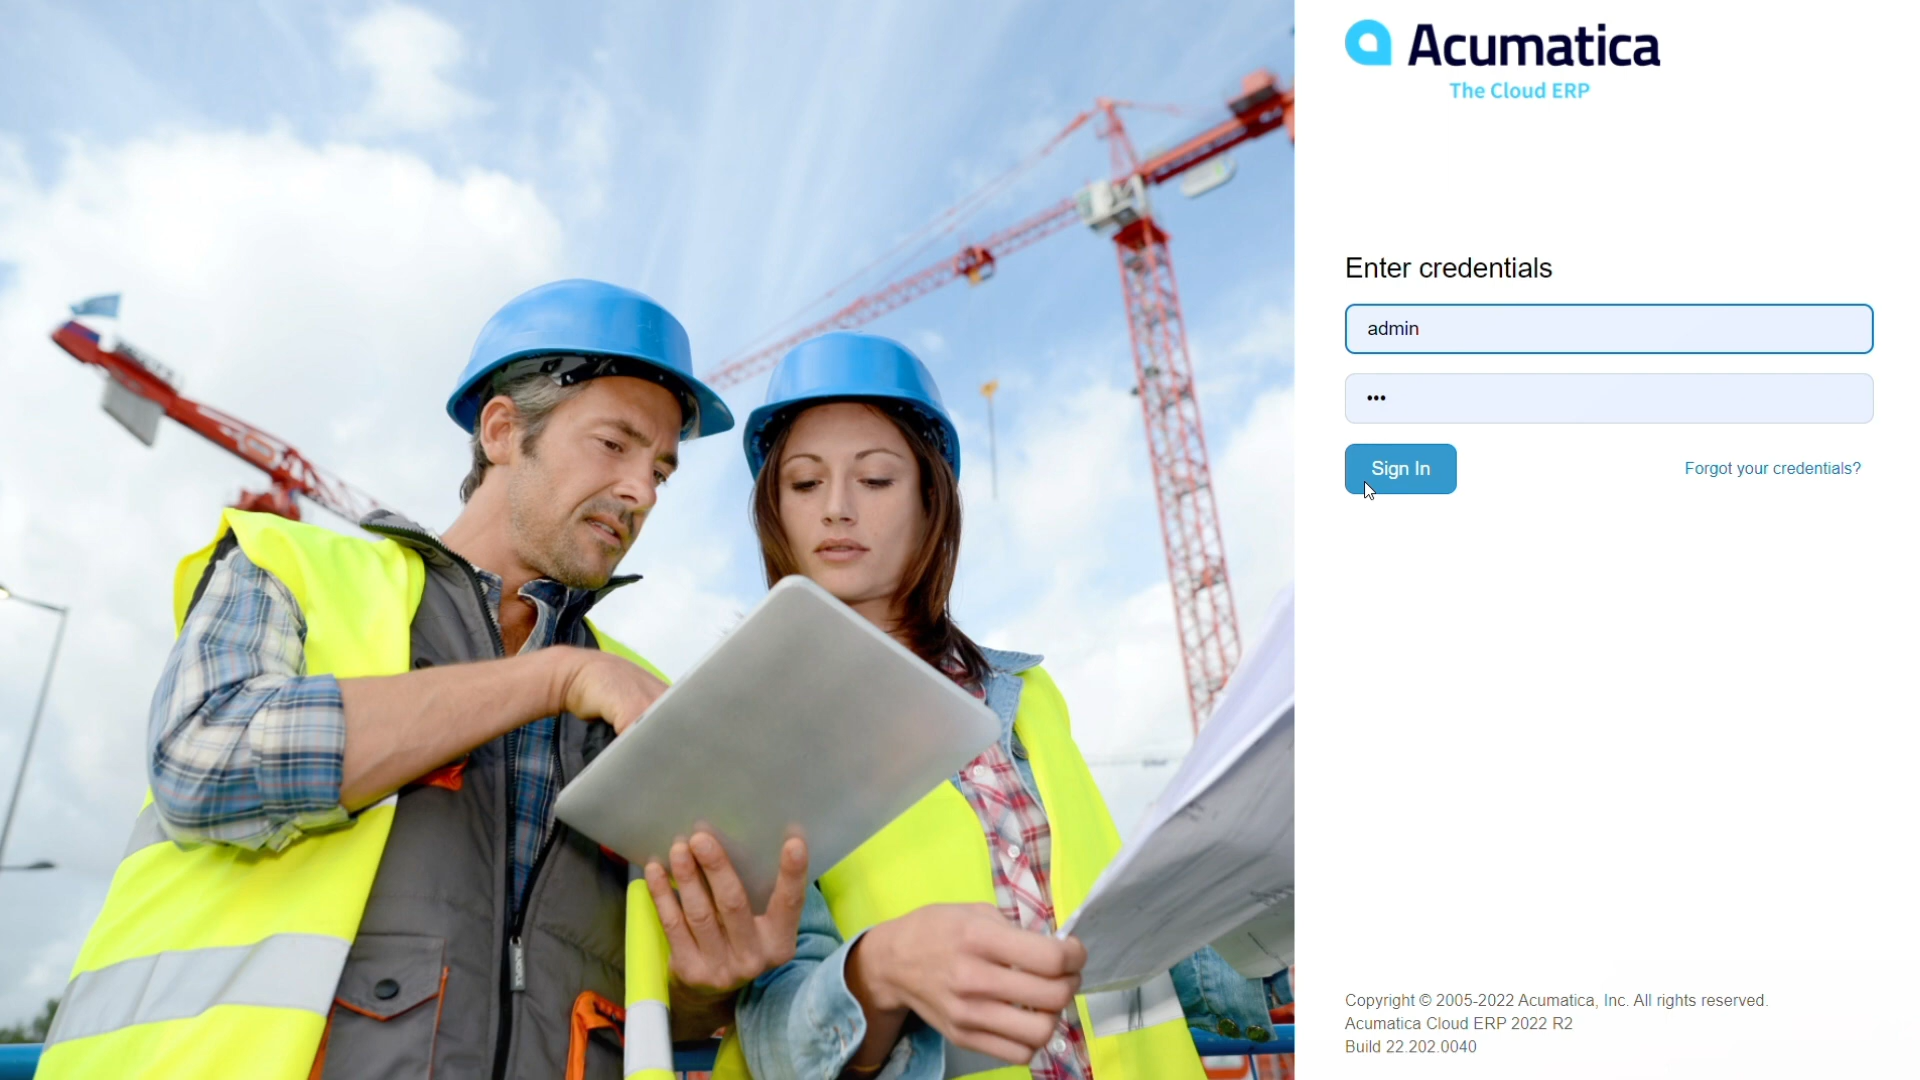 Acumatica
The Cloud ERP
Enter credentials
admin
•••
Sign In
Forgot your credentials?
Copyright © 2005-2022 Acumatica, Inc. All rights reserved.
Acumatica Cloud ERP 2022 R2
Build 22.202.0040